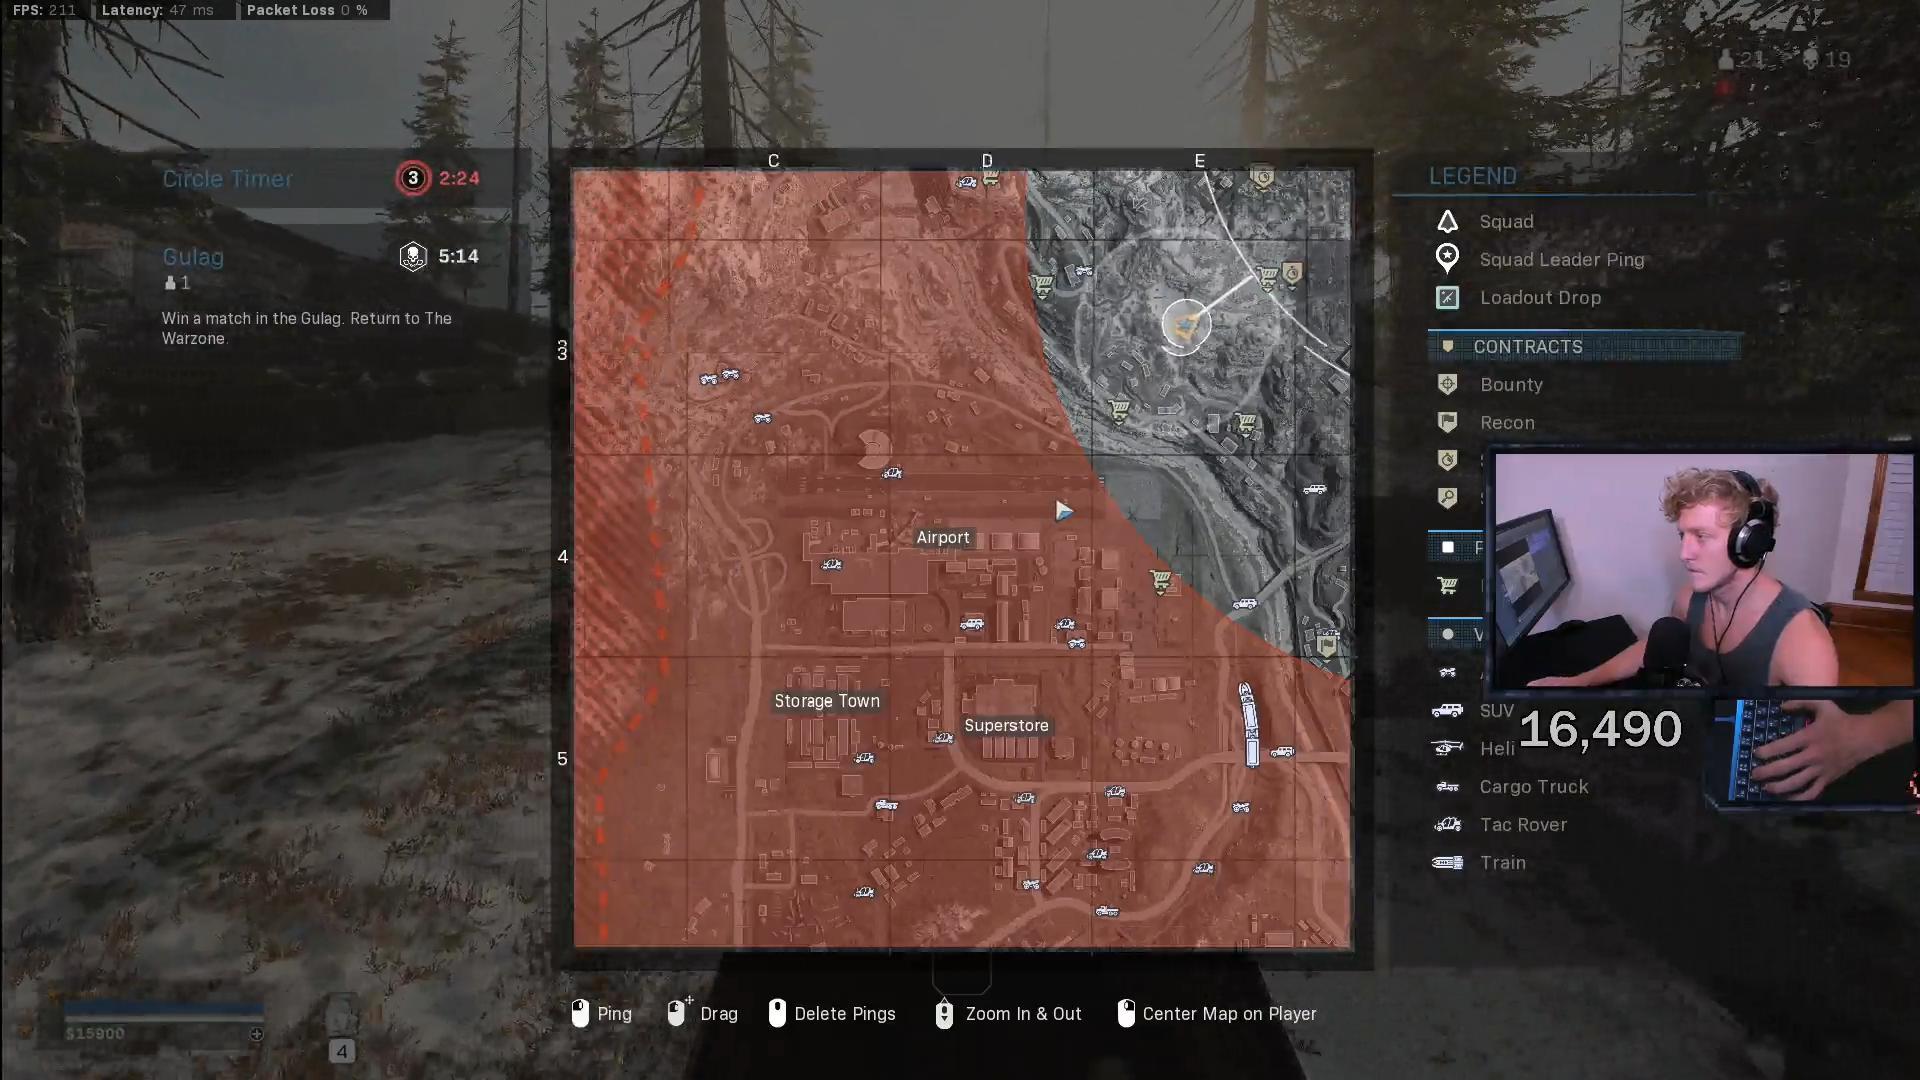 FPS: 211 Latency: 47 ms Packet Loss 0 %
21 19
C D E
Circle Timer 3 2:24
LEGEND
Squad
Gulag 5:14
1
Squad Leader Ping
Loadout Drop
Win a match in the Gulag. Return to The
Warzone.
3
CONTRACTS
Bounty
Recon
Airport
4
Storage Town
Superstore
SUV
16,490
Heli
5
Cargo Truck
Tac Rover
Train
Ping Drag Delete Pings Zoom In & Out Center Map on Player
$15900
4